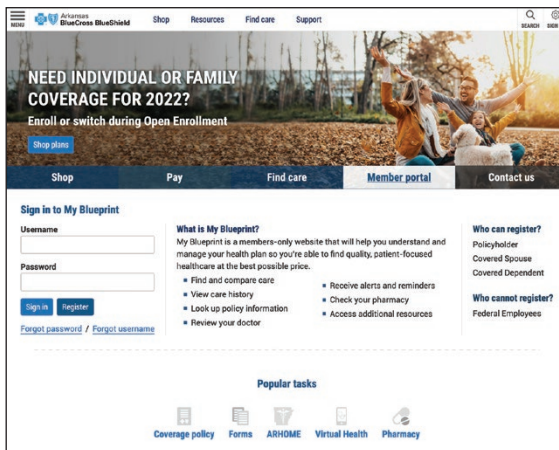 MENU
Arkansas
BlueCross BlueShield
Shop
Resources
Find care
Support
SEARCH
SIGN
NEED INDIVIDUAL OR FAMILY
COVERAGE FOR 2022?
Enroll or switch during Open Enrollment
Shop plans
Shop
Pay
Find care
Member portal
Contact us
Sign in to My Blueprint
Username
Password
Sign in
Register
Forgot password / Forgot username
What is My Blueprint?
My Blueprint is a members-only website that will help you understand and
manage your health plan so you're able to find quality, patient-focused
healthcare at the best possible price.
Find and compare care
View care history
Look up policy information
Review your doctor
Receive alerts and reminders
Check your pharmacy
Access additional resources
Who can register?
Policyholder
Covered Spouse
Covered Dependent
Who cannot register?
Federal Employees
Popular tasks
Coverage policy
Forms
ARHOME
Virtual Health
Pharmacy